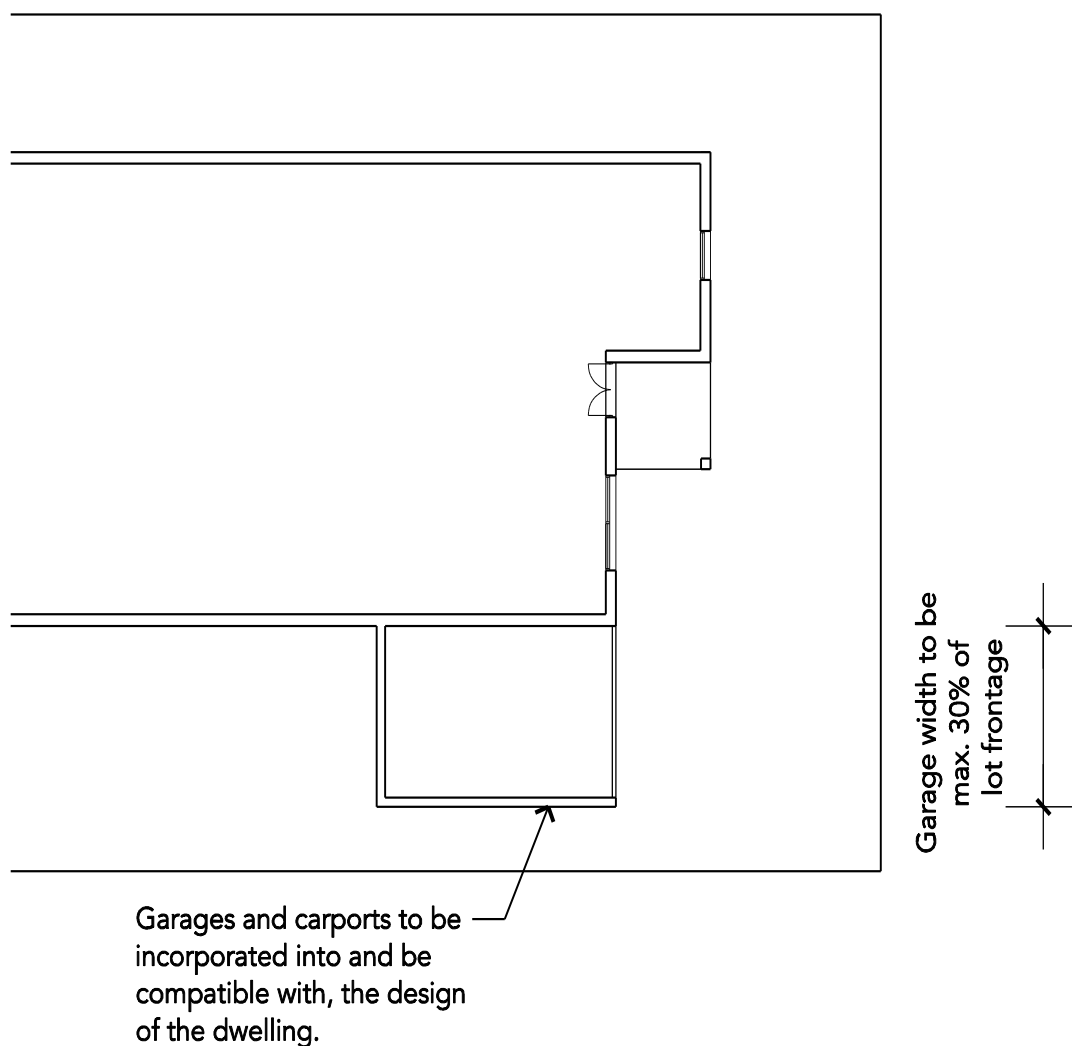 Garage width to be
max. 30% of
lot frontage
Garages and carports to be
incorporated into and be
compatible with, the design
of the dwelling.